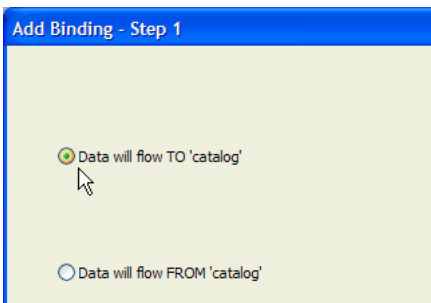 Add Binding - Step 1
Data will flow TO 'catalog'
Data will flow FROM 'catalog'